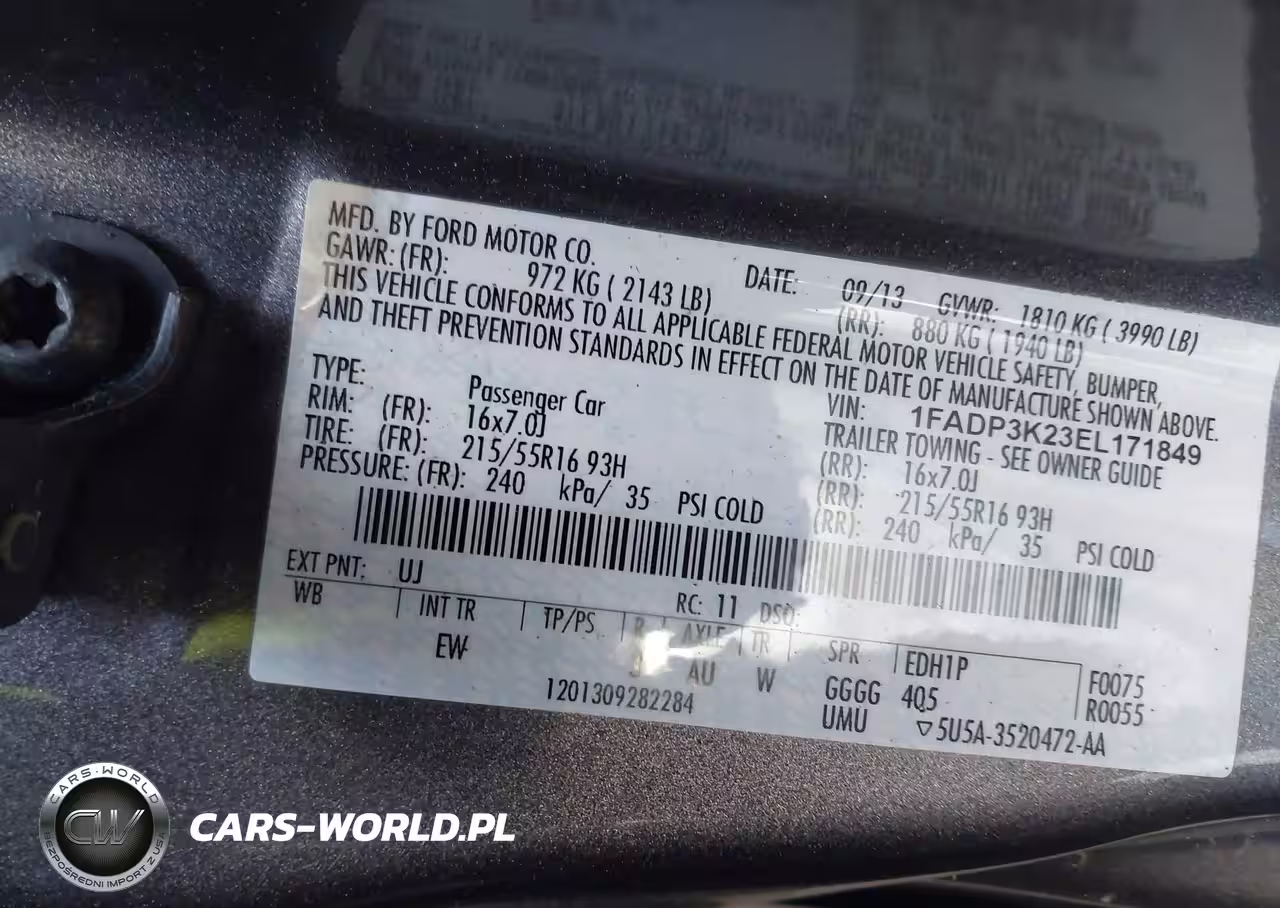 MFD. BY FORD MOTOR CO. DATE: 09/13 GVWR: 1810 KG ( 3990 LB)
GAWR: (FR): 972 KG ( 2143 LB) (RR): 880 KG ( 1940 LB)
THIS VEHICLE CONFORMS TO ALL APPLICABLE FEDERAL MOTOR VEHICLE SAFETY, BUMPER,
AND THEFT PREVENTION STANDARDS IN EFFECT ON THE DATE OF MANUFACTURE SHOWN ABOVE.
VIN: 1FADP3K23EL171849
TYPE: Passenger Car TRAILER TOWING - SEE OWNER GUIDE
RIM: (FR): 16x7.0J (RR): 16x7.0J
TIRE: (FR): 215/55R16 93H (RR): 215/55R16 93H
PRESSURE: (FR): 240 kPa/ 35 PSI COLD (RR): 240 kPa/ 35 PSI COLD
EXT PNT: UJ RC: 11 DSO:
WB INT TR TP/PS R AXLE TR SPR EDH1P F0075
EW AU W GGGG 4Q5 R0055
1201309282284 UMU ▽5U5A-3520472-AA
CARS-WORLD
CW
BEZPOŚREDNI IMPORT Z USA
CARS-WORLD.PL